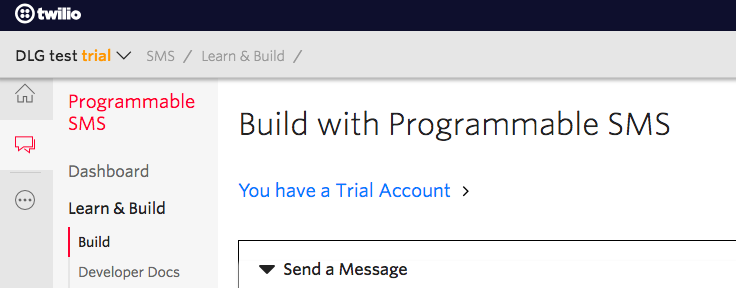 twilio
DLG test trial SMS / Learn & Build /
Programmable
SMS
Build with Programmable SMS
Dashboard
You have a Trial Account >
Learn & Build
Build
Send a Message
Developer Docs